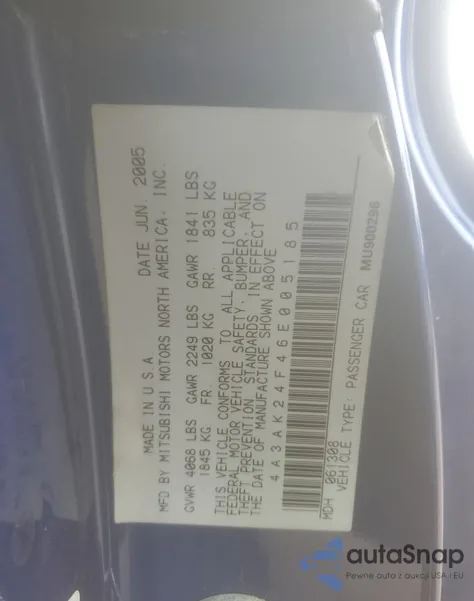 MADE IN U S A DATE JUN. 2005
MFD BY MITSUBISHI MOTORS NORTH AMERICA, INC.
GVWR 4068 LBS GAWR 2249 LBS GAWR 1841 LBS
1845 KG FR. 1020 KG RR. 835 KG
THIS VEHICLE CONFORMS TO ALL APPLICABLE
FEDERAL MOTOR VEHICLE SAFETY, BUMPER, AND
THEFT PREVENTION STANDARDS IN EFFECT ON
THE DATE OF MANUFACTURE SHOWN ABOVE
4A3AK24F46E005185
MDH 061308
VEHICLE TYPE: PASSENGER CAR MU900296
autoSnap
Pewne auto z aukcji USA i EU